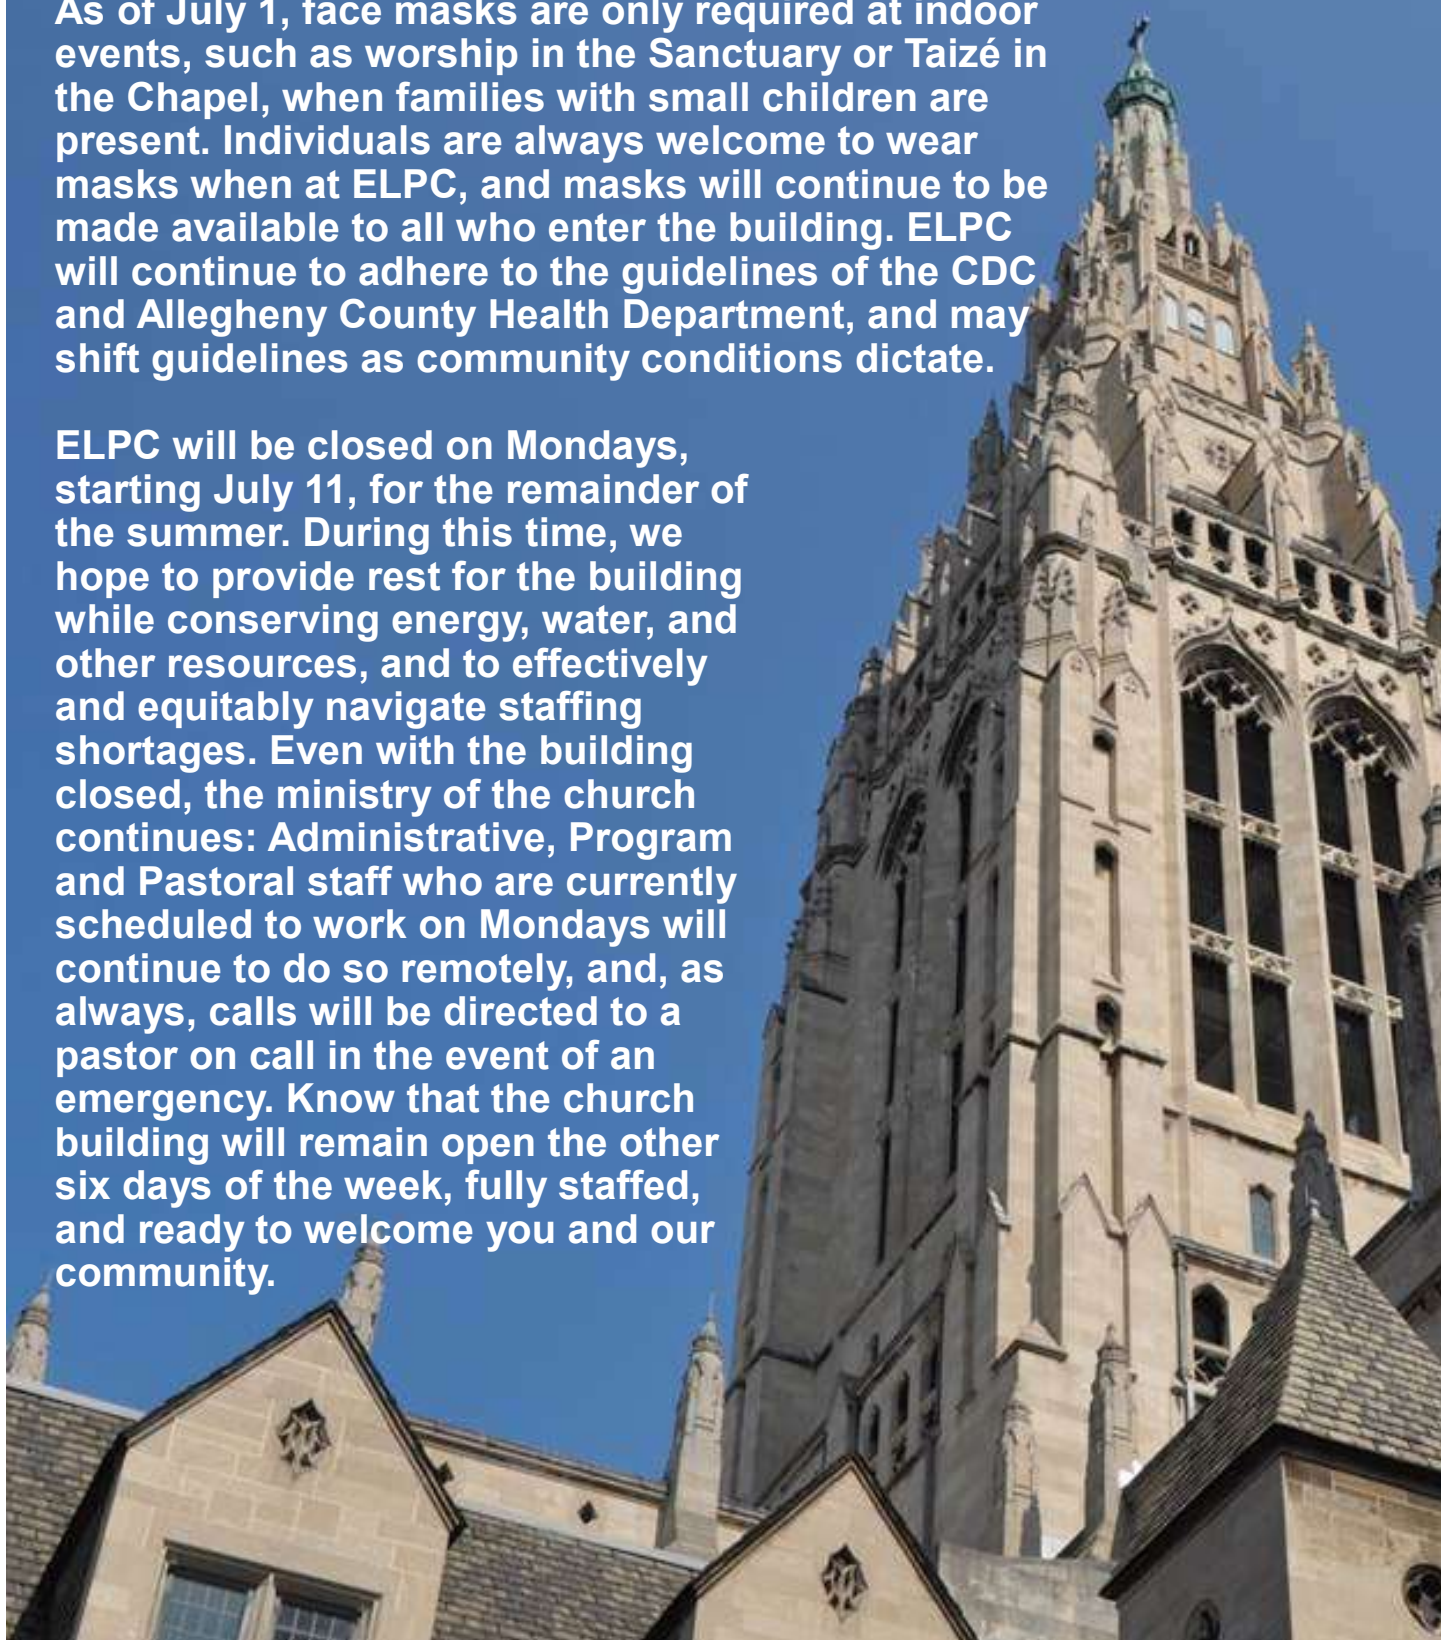 As of July 1, face masks are only required at indoor
events, such as worship in the Sanctuary or Taizé in
the Chapel, when families with small children are
present. Individuals are always welcome to wear
masks when at ELPC, and masks will continue to be
made available to all who enter the building. ELPC
will continue to adhere to the guidelines of the CDC
and Allegheny County Health Department, and may
shift guidelines as community conditions dictate.
ELPC will be closed on Mondays,
starting July 11, for the remainder of
the summer. During this time, we
hope to provide rest for the building
while conserving energy, water, and
other resources, and to effectively
and equitably navigate staffing
shortages. Even with the building
closed, the ministry of the church
continues: Administrative, Program
and Pastoral staff who are currently
scheduled to work on Mondays will
continue to do so remotely, and, as
always, calls will be directed to a
pastor on call in the event of an
emergency. Know that the church
building will remain open the other
six days of the week, fully staffed,
and ready to welcome you and our
community.